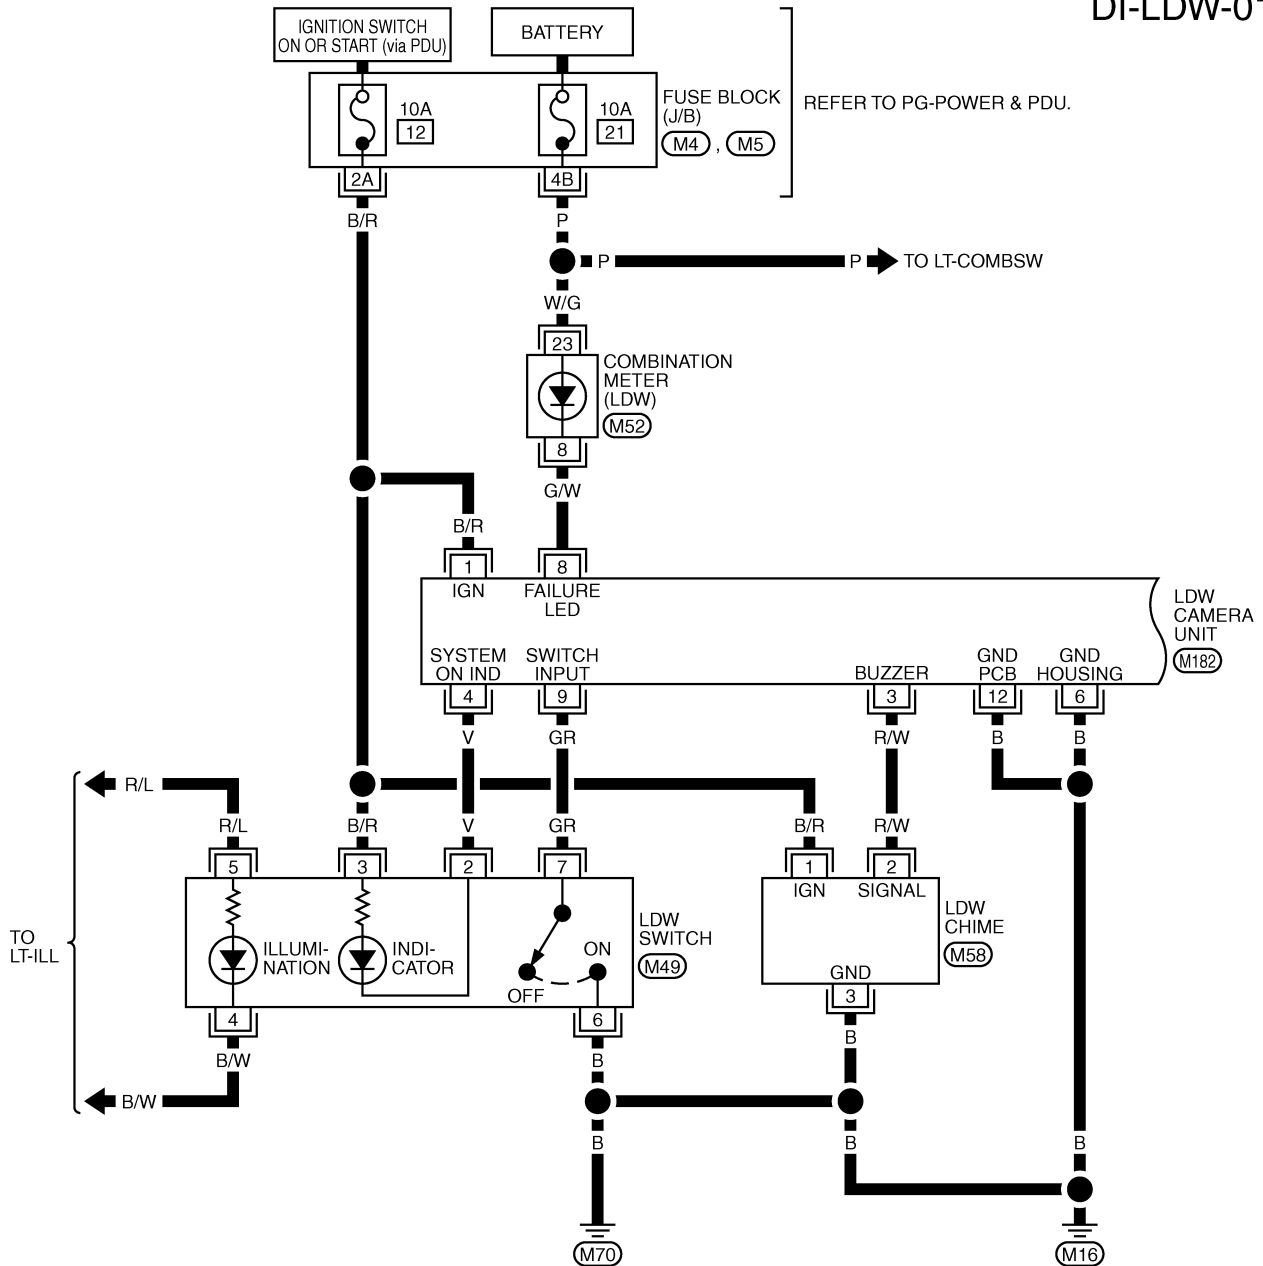 DI-LDW-01
IGNITION SWITCH
ON OR START (via PDU)
BATTERY
10A
12
10A
21
FUSE BLOCK
(J/B)
M4 , M5
REFER TO PG-POWER & PDU.
2A
4B
B/R
P
P
P
TO LT-COMBSW
W/G
23
COMBINATION
METER
(LDW)
M52
8
G/W
B/R
1
8
IGN
FAILURE
LED
LDW
CAMERA
UNIT
M182
SYSTEM
ON IND
SWITCH
INPUT
BUZZER
GND
PCB
GND
HOUSING
4
9
3
12
6
V
GR
R/W
B
B
R/L
R/L
B/R
V
GR
B/R
R/W
5
3
2
7
1
2
IGN
SIGNAL
LDW
SWITCH
M49
LDW
CHIME
M58
TO
LT-ILL
ILLUMI-
NATION
INDI-
CATOR
ON
OFF
GND
4
6
3
B/W
B
B
B/W
B
B
B
M70
M16